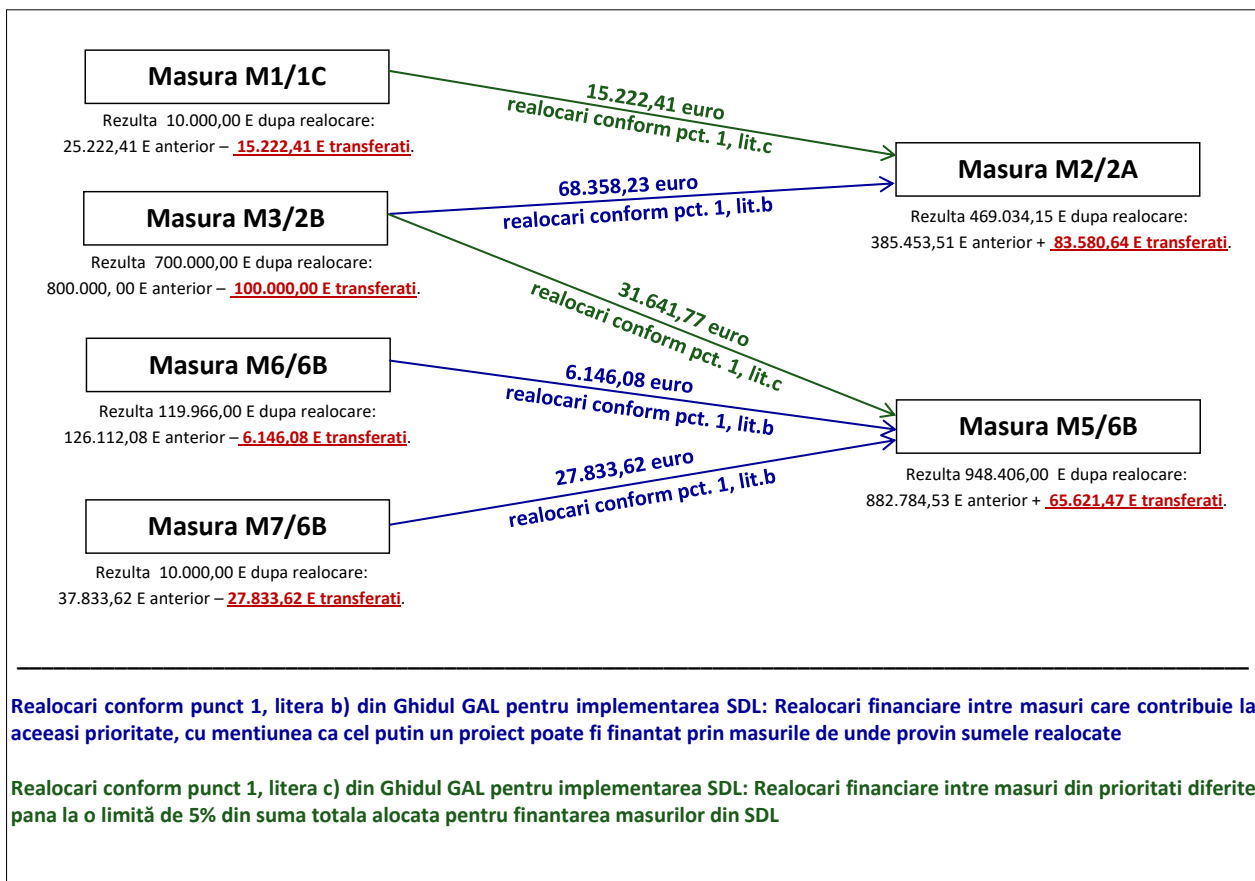 Masura M1/1C
Rezulta 10.000,00 E dupa realocare:
25.222,41 E anterior – 15.222,41 E transferati.
15.222,41 euro
realocari conform pct. 1, lit.c
Masura M2/2A
Rezulta 469.034,15 E dupa realocare:
385.453,51 E anterior + 83.580,64 E transferati.
68.358,23 euro
realocari conform pct. 1, lit.b
Masura M3/2B
Rezulta 700.000,00 E dupa realocare:
800.000, 00 E anterior – 100.000,00 E transferati.
31.641,77 euro
realocari conform pct. 1, lit.c
Masura M6/6B
Rezulta 119.966,00 E dupa realocare:
126.112,08 E anterior – 6.146,08 E transferati.
6.146,08 euro
realocari conform pct. 1, lit.b
Masura M5/6B
Rezulta 948.406,00 E dupa realocare:
882.784,53 E anterior + 65.621,47 E transferati.
27.833,62 euro
realocari conform pct. 1, lit.b
Masura M7/6B
Rezulta 10.000,00 E dupa realocare:
37.833,62 E anterior – 27.833,62 E transferati.
Realocari conform punct 1, litera b) din Ghidul GAL pentru implementarea SDL: Realocari financiare intre masuri care contribuie la
aceeasi prioritate, cu mentiunea ca cel putin un proiect poate fi finantat prin masurile de unde provin sumele realocate
Realocari conform punct 1, litera c) din Ghidul GAL pentru implementarea SDL: Realocari financiare intre masuri din prioritati diferite
pana la o limită de 5% din suma totala alocata pentru finantarea masurilor din SDL